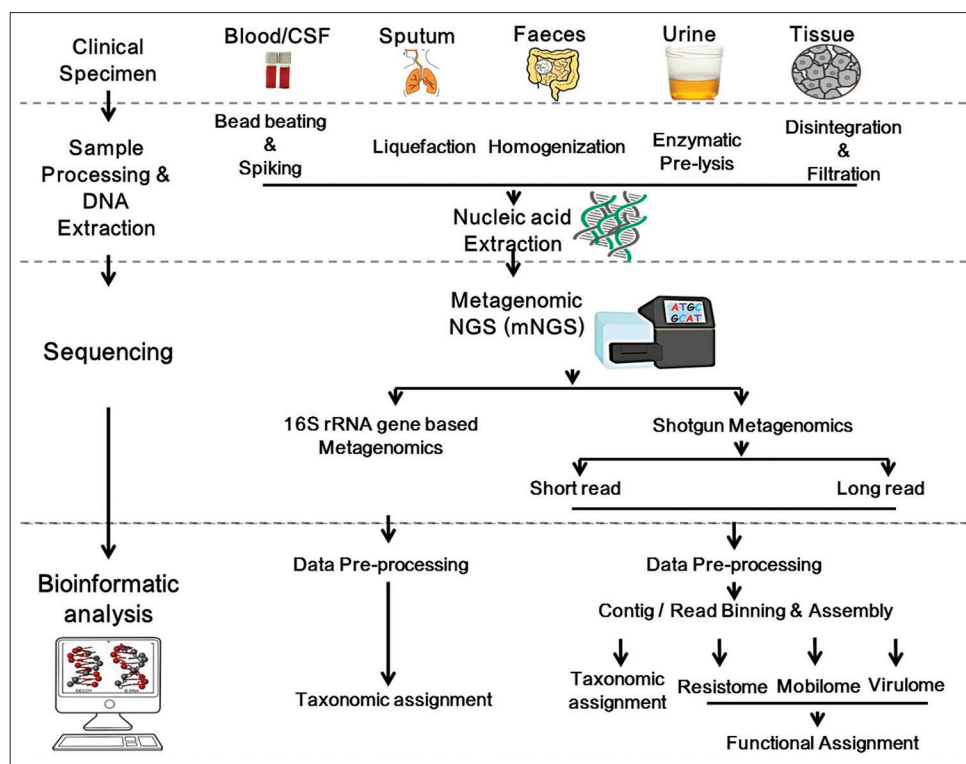 Clinical
Specimen
Blood/CSF
Sputum
Faeces
Urine
Tissue
Sample
Processing &
DNA
Extraction
Bead beating
&
Spiking
Liquefaction
Homogenization
Enzymatic
Pre-lysis
Disintegration
&
Filtration
Nucleic acid
Extraction
Sequencing
Metagenomic
NGS (mNGS)
ATGC
GCAT
16S rRNA gene based
Metagenomics
Shotgun Metagenomics
Short read
Long read
Bioinformatic
analysis
DECOY
B-DNA
Data Pre-processing
Taxonomic assignment
Data Pre-processing
Contig / Read Binning & Assembly
Taxonomic
assignment
Resistome
Mobilome
Virulome
Functional Assignment